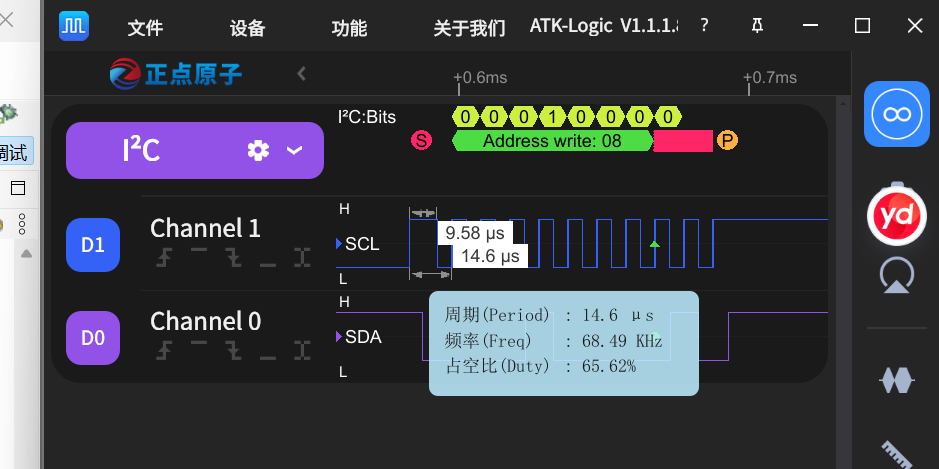 文件 设备 功能 关于我们 ATK-Logic V1.1.1. ?
正点原子
+0.6ms +0.7ms
I²C:Bits
0 0 0 1 0 0 0 0
调试
I²C
S Address write: 08 P
H
D1 Channel 1
SCL
9.58 μs
14.6 μs
L
yd
H
D0 Channel 0
SDA
L
周期(Period) : 14.6 μs
频率(Freq) : 68.49 KHz
占空比(Duty) : 65.62%